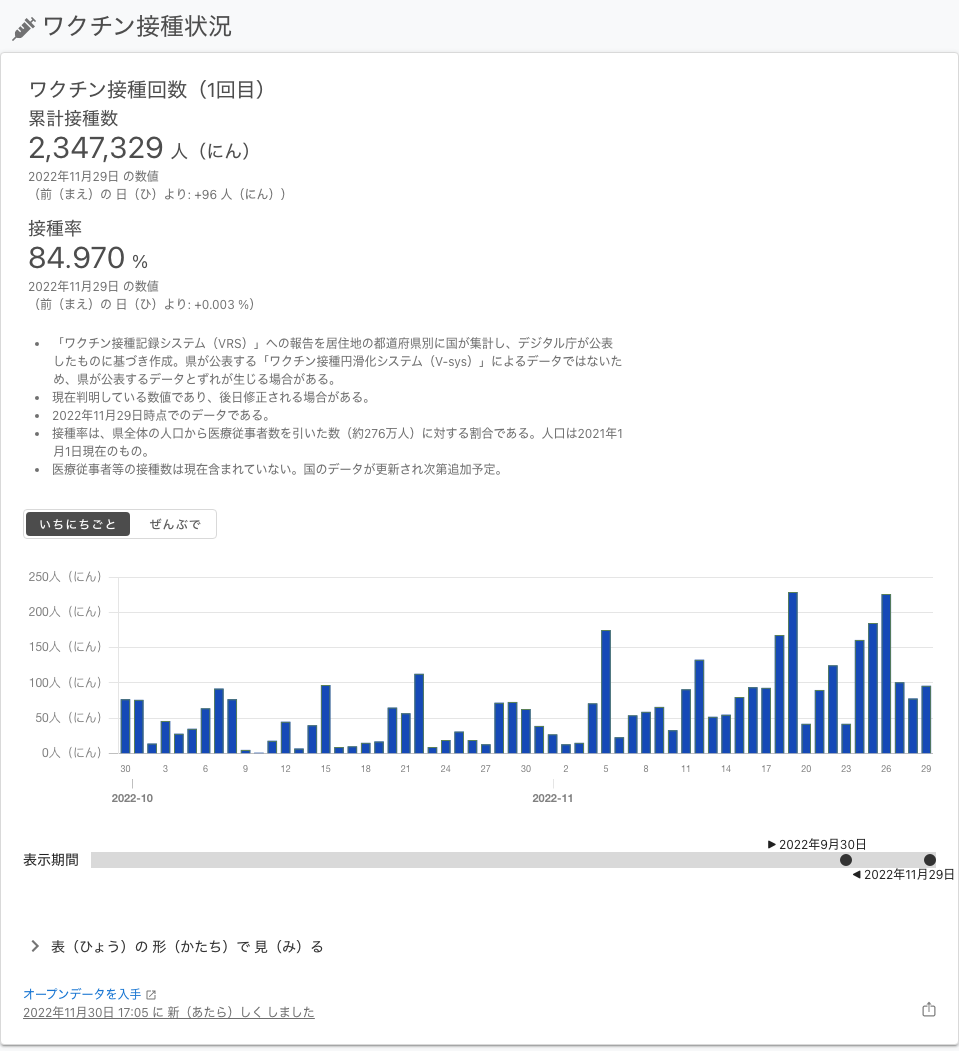 ワクチン接種状況
ワクチン接種回数（1回目）
累計接種数
2,347,329 人（にん）
2022年11月29日 の数値
（前（まえ）の 日（ひ）より: +96 人（にん））
接種率
84.970 %
2022年11月29日 の数値
（前（まえ）の 日（ひ）より: +0.003 %）
• 「ワクチン接種記録システム（VRS）」への報告を居住地の都道府県別に国が集計し、デジタル庁が公表
したものに基づき作成。県が公表する「ワクチン接種円滑化システム（V-sys）」によるデータではないた
め、県が公表するデータとずれが生じる場合がある。
• 現在判明している数値であり、後日修正される場合がある。
• 2022年11月29日時点でのデータである。
• 接種率は、県全体の人口から医療従事者数を引いた数（約276万人）に対する割合である。人口は2021年1
月1日現在のもの。
• 医療従事者等の接種数は現在含まれていない。国のデータが更新され次第追加予定。
いちにちごと ぜんぶで
250人（にん）
200人（にん）
150人（にん）
100人（にん）
50人（にん）
0人（にん）
30 3 6 9 12 15 18 21 24 27 30 2 5 8 11 14 17 20 23 26 29
2022-10 2022-11
▶ 2022年9月30日
表示期間
◀ 2022年11月29日
表（ひょう）の 形（かたち）で 見（み）る
オープンデータを入手
2022年11月30日 17:05 に 新（あたら）しく しました